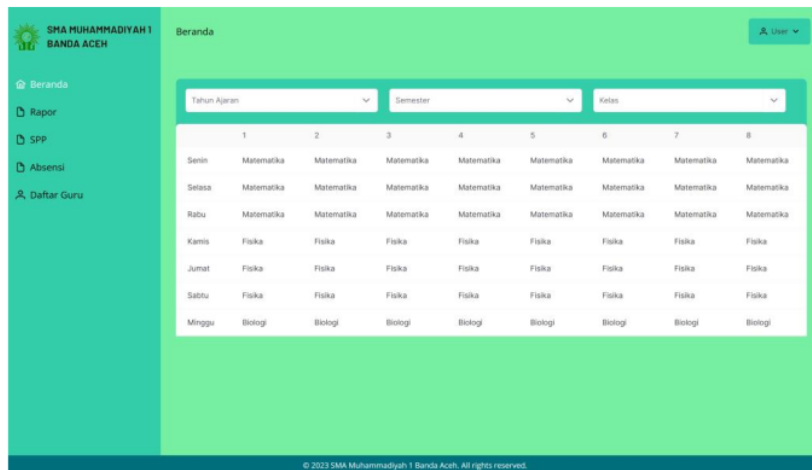 SMA MUHAMMADIYAH 1
BANDA ACEH
Beranda
User
Beranda
Rapor
SPP
Absensi
Daftar Guru
Tahun Ajaran Semester Kelas
1 2 3 4 5 6 7 8
Senin Matematika Matematika Matematika Matematika Matematika Matematika Matematika Matematika
Selasa Matematika Matematika Matematika Matematika Matematika Matematika Matematika Matematika
Rabu Matematika Matematika Matematika Matematika Matematika Matematika Matematika Matematika
Kamis Fisika Fisika Fisika Fisika Fisika Fisika Fisika Fisika
Jumat Fisika Fisika Fisika Fisika Fisika Fisika Fisika Fisika
Sabtu Fisika Fisika Fisika Fisika Fisika Fisika Fisika Fisika
Minggu Biologi Biologi Biologi Biologi Biologi Biologi Biologi Biologi
© 2023 SMA Muhammadiyah 1 Banda Aceh. All rights reserved.